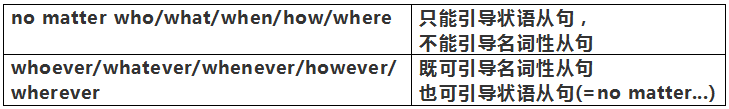 no matter who/what/when/how/where
只能引导状语从句，
不能引导名词性从句
whoever/whatever/whenever/however/
wherever
既可引导名词性从句
也可引导状语从句(=no matter...)